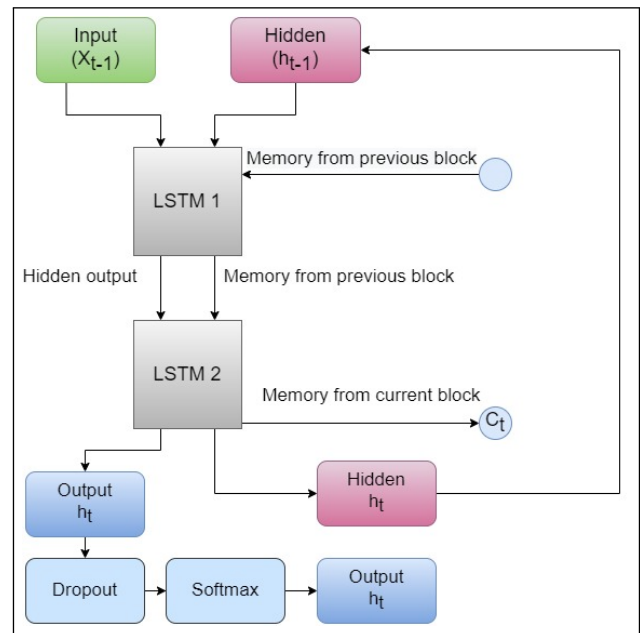 Input
(Xt-1)
Hidden
(ht-1)
Memory from previous block
LSTM 1
Hidden output
Memory from previous block
LSTM 2
Memory from current block
Ct
Output
ht
Hidden
ht
Dropout
Softmax
Output
ht